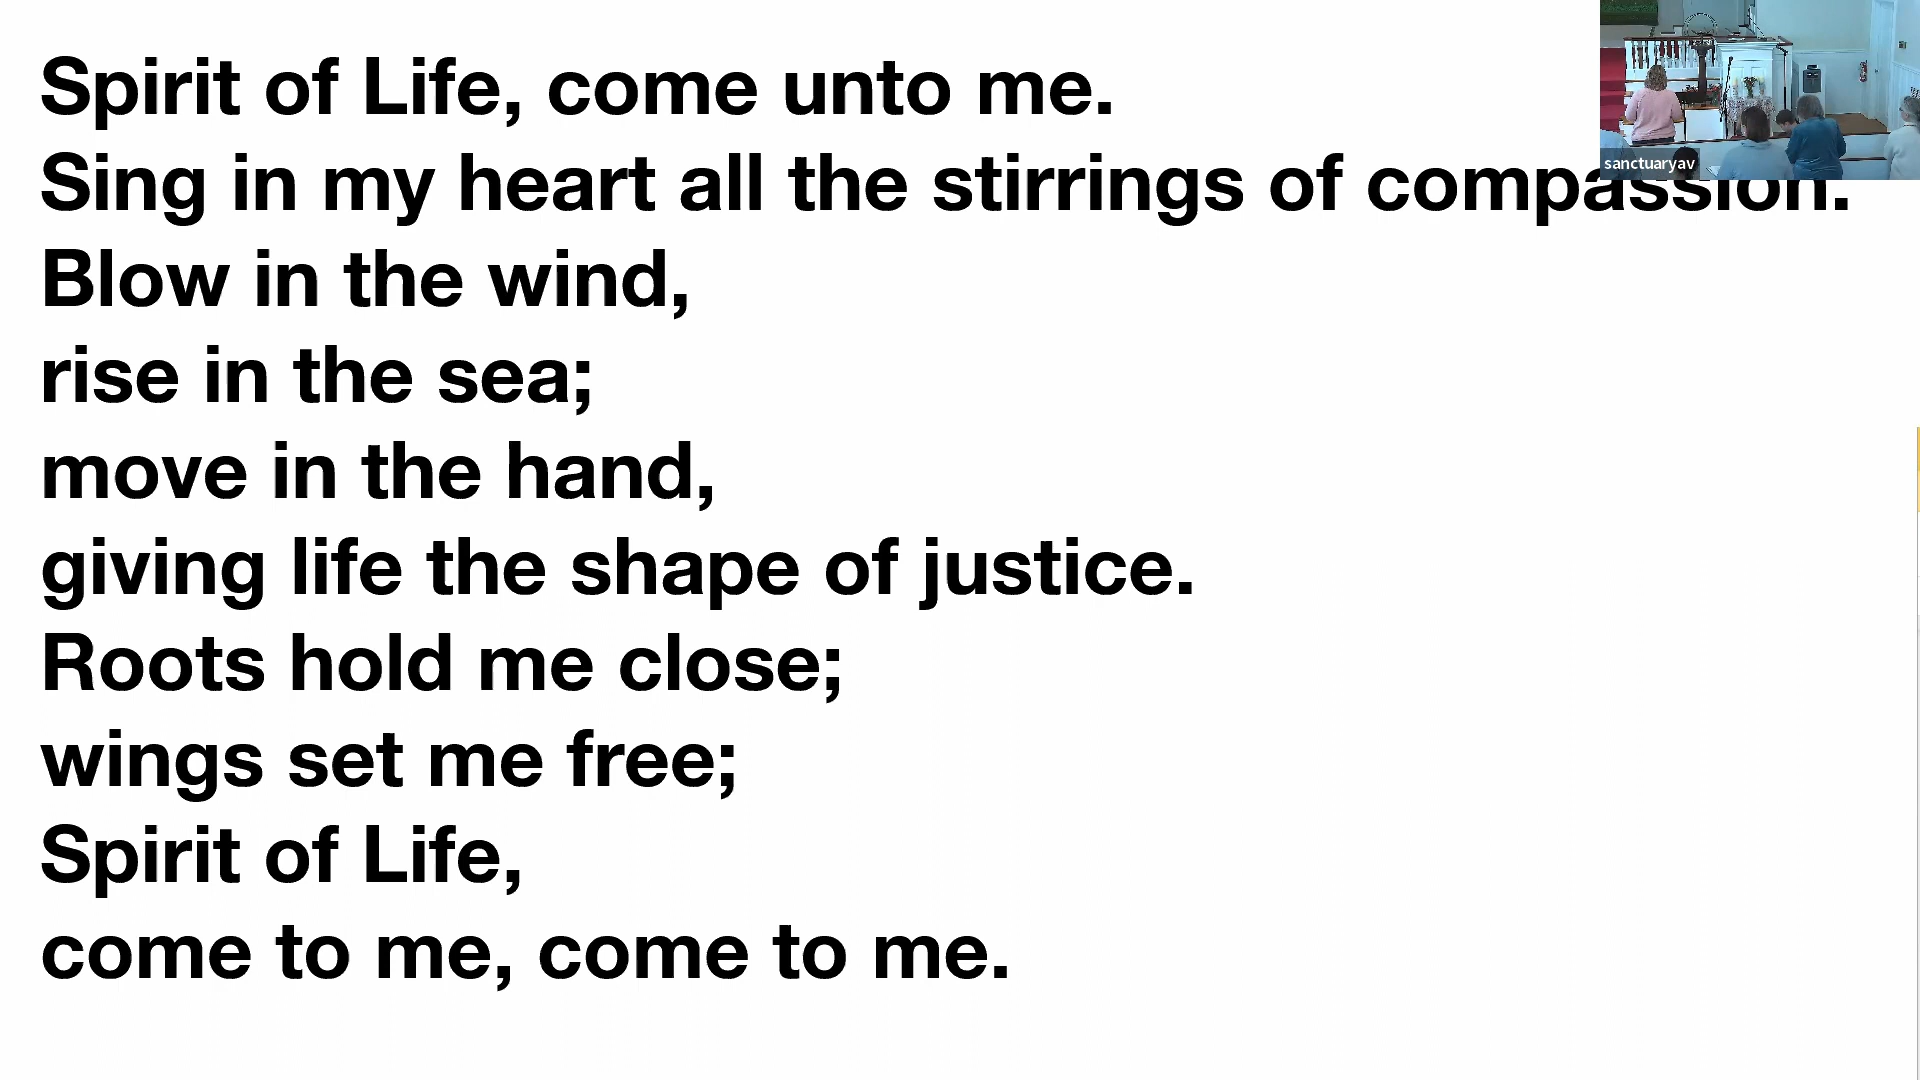 Spirit of Life, come unto me.
Sing in my heart all the stirrings of compassion.
Blow in the wind,
rise in the sea;
move in the hand,
giving life the shape of justice.
Roots hold me close;
wings set me free;
Spirit of Life,
come to me, come to me.
sanctuaryav